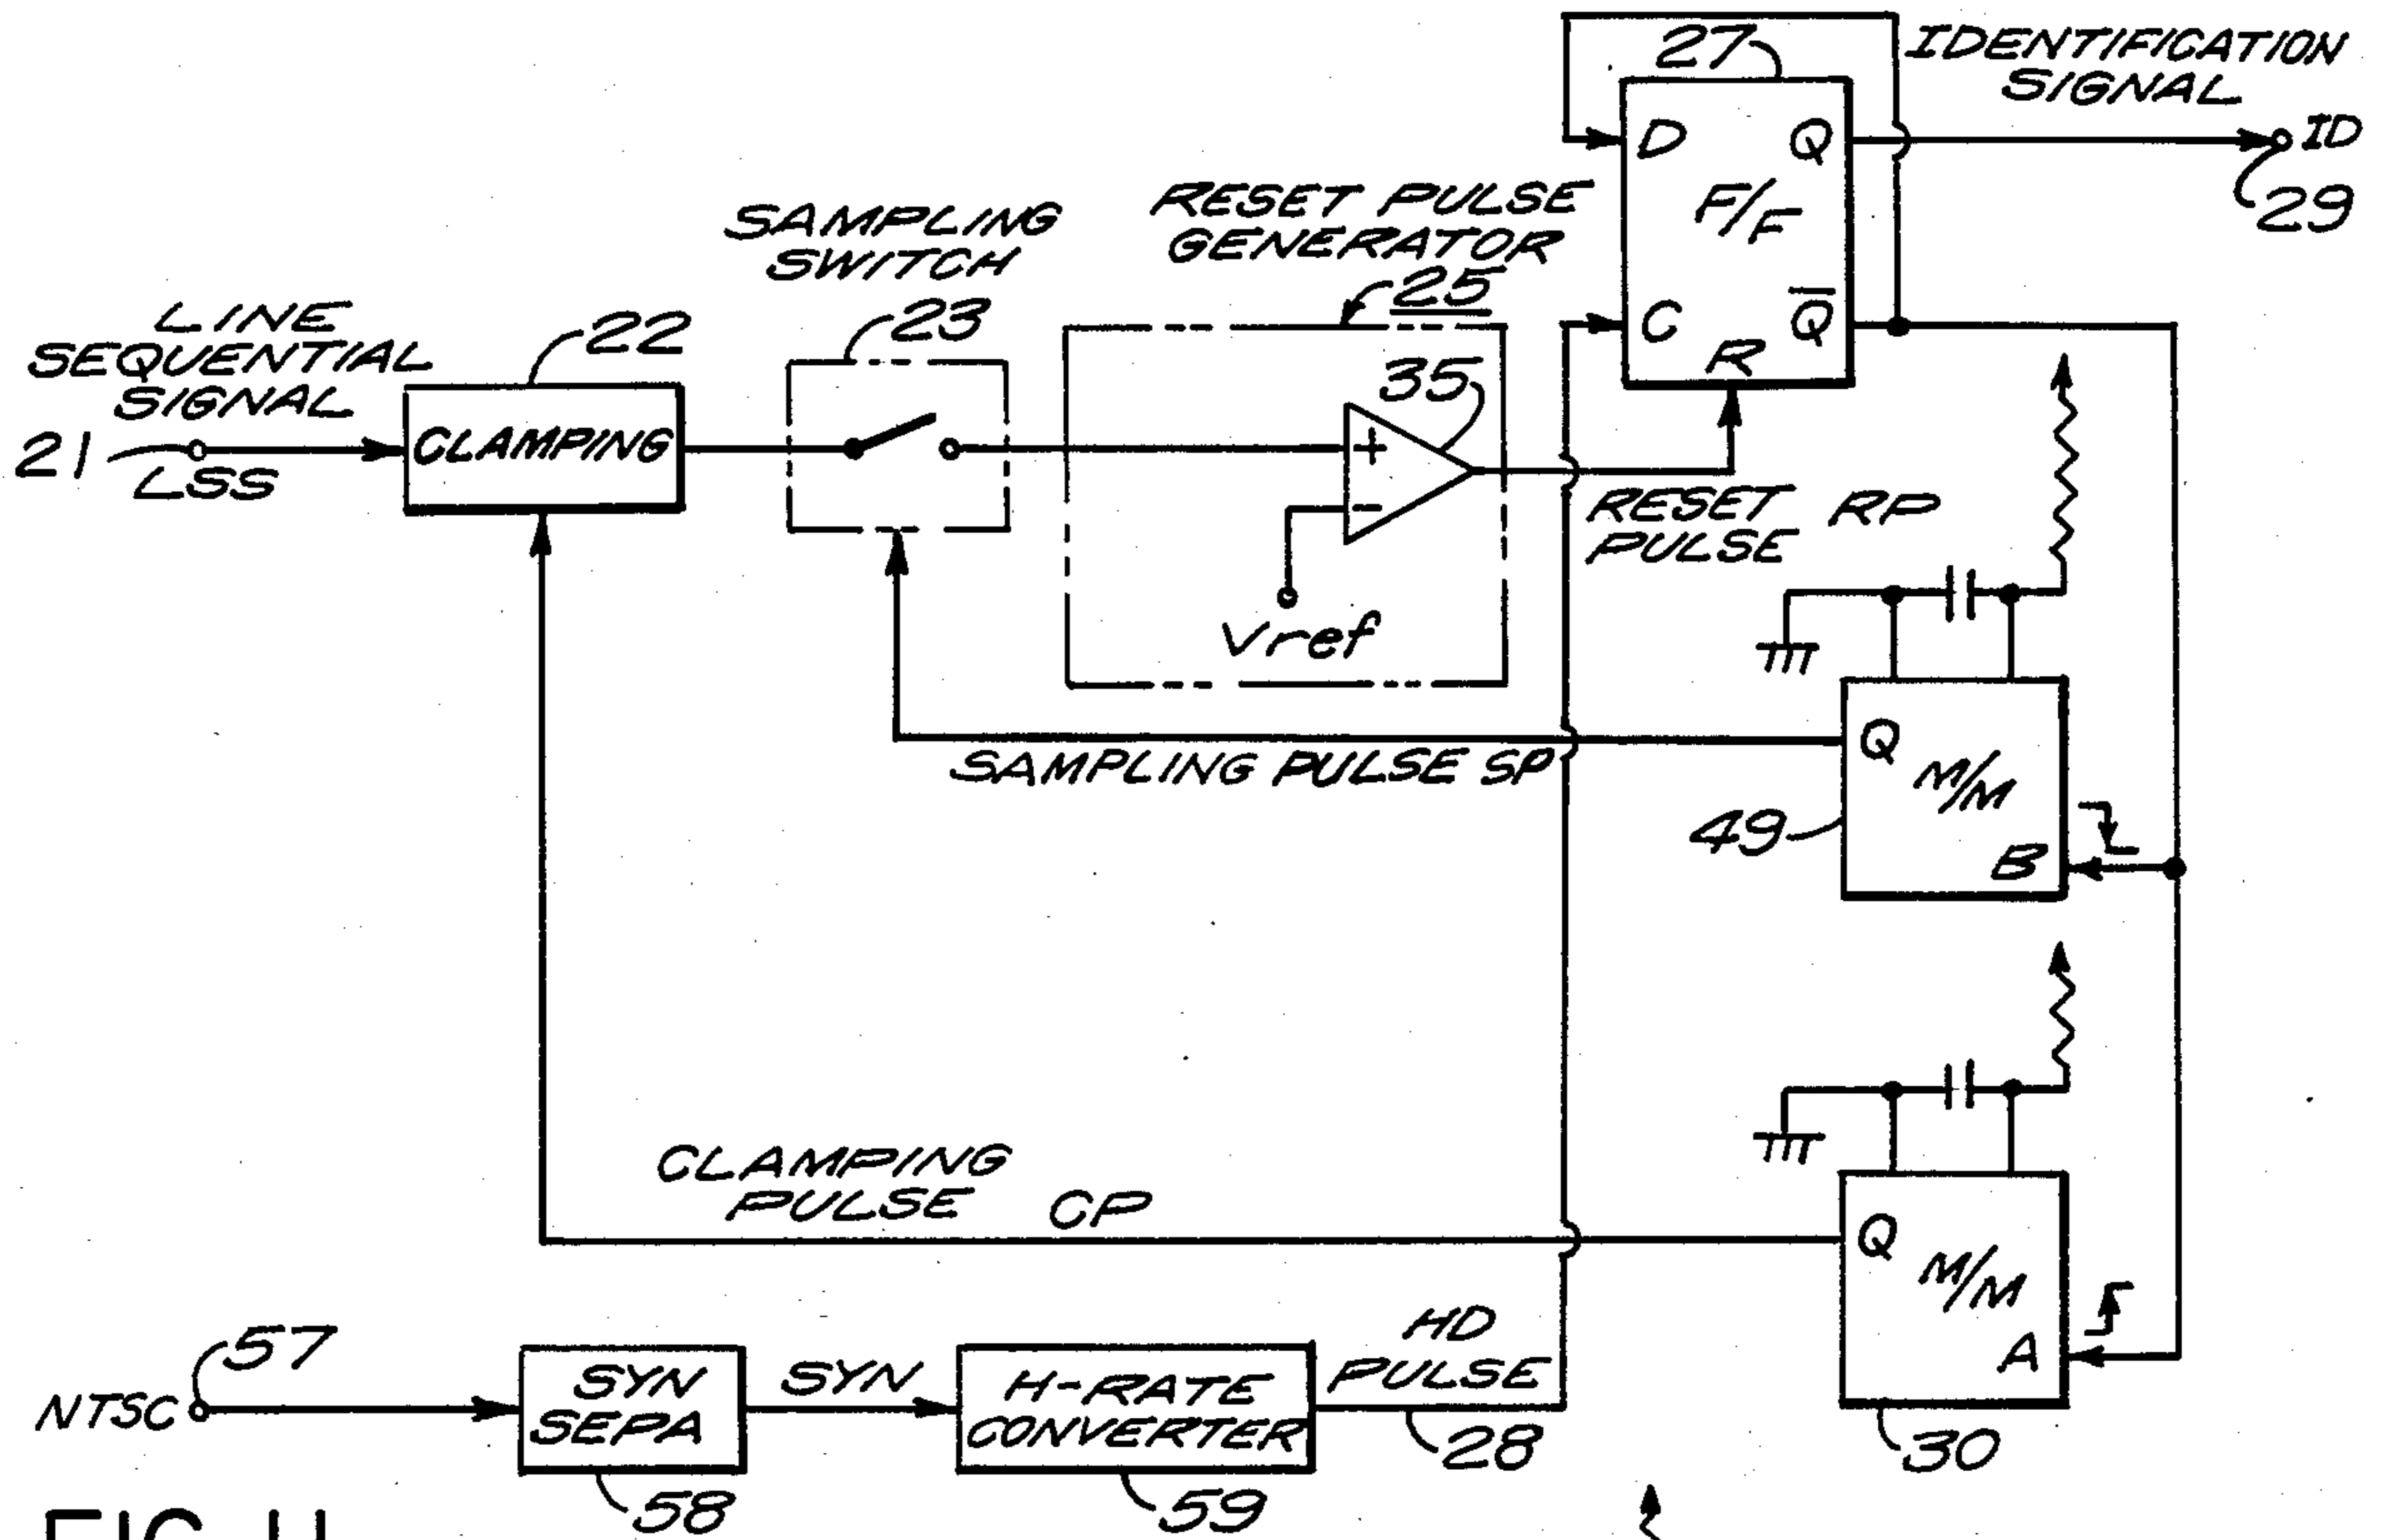 27
IDENTIFICATION
SIGNAL
D
Q
ID
F/F
29
C
Q
R
RESET PULSE
GENERATOR
25
SAMPLING
SWITCH
23
LINE
SEQUENTIAL
SIGNAL
22
21
LSS
CLAMPING
35
+
-
Vref
RESET
PULSE
RP
SAMPLING PULSE SP
Q
M/M
B
49
CLAMPING
PULSE CP
Q
M/M
A
30
HD
PULSE
28
57
NTSC
SYN
SEPA
58
SYN
H-RATE
CONVERTER
59